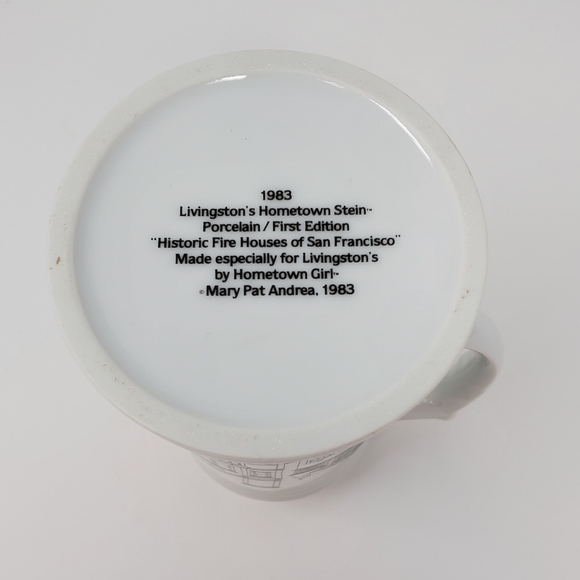 1983
Livingston's Hometown Stein™
Porcelain / First Edition
"Historic Fire Houses of San Francisco"
Made especially for Livingston's
by Hometown Girl™
©Mary Pat Andrea, 1983